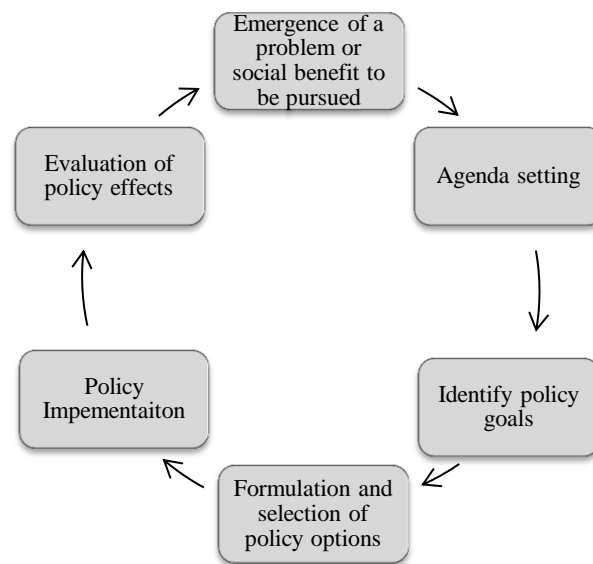 Emergence of a
problem or
social benefit to
be pursued
Agenda setting
Identify policy
goals
Formulation and
selection of
policy options
Policy
Impementaiton
Evaluation of
policy effects